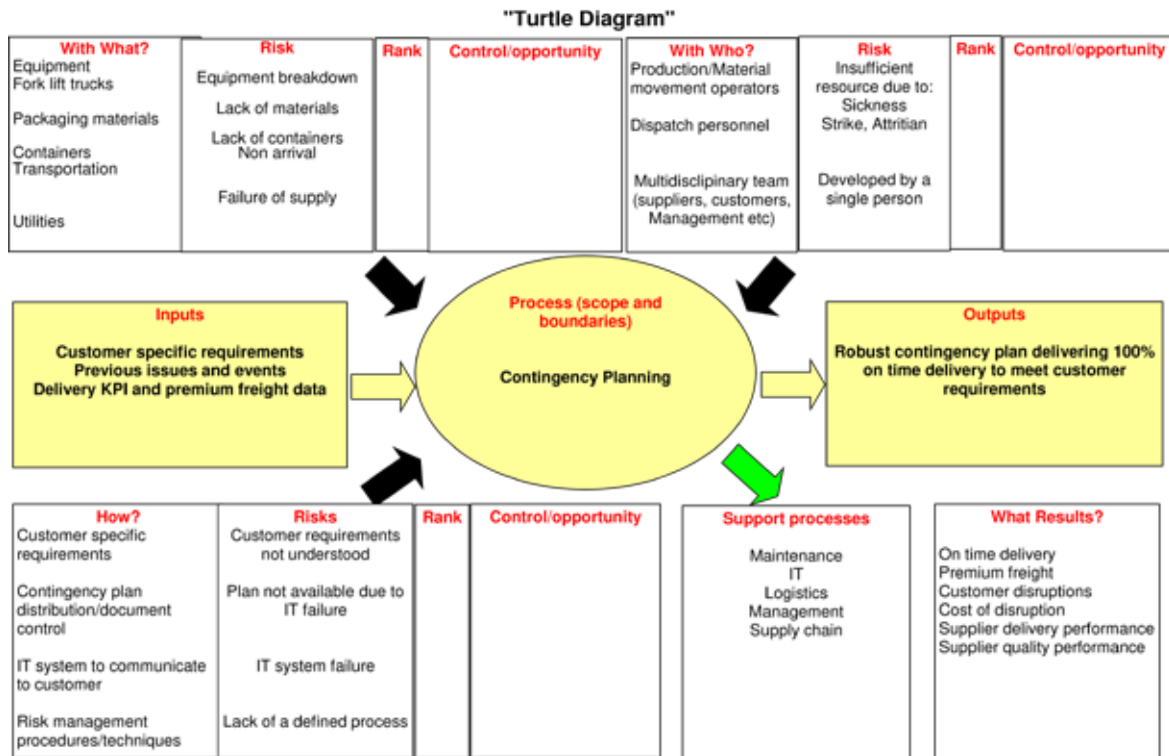 "Turtle Diagram"
With What?
Equipment
Fork lift trucks
Packaging materials
Containers
Transportation
Utilities
Risk
Equipment breakdown
Lack of materials
Lack of containers
Non arrival
Failure of supply
Rank
Control/opportunity
With Who?
Production/Material
movement operators
Dispatch personnel
Multidisclipinary team
(suppliers, customers,
Management etc)
Risk
Insufficient
resource due to:
Sickness
Strike, Attritian
Developed by a
single person
Rank
Control/opportunity
Inputs
Customer specific requirements
Previous issues and events
Delivery KPI and premium freight data
Process (scope and
boundaries)
Contingency Planning
Outputs
Robust contingency plan delivering 100%
on time delivery to meet customer
requirements
How?
Customer specific
requirements
Contingency plan
distribution/document
control
IT system to communicate
to customer
Risk management
procedures/techniques
Risks
Customer requirements
not understood
Plan not available due to
IT failure
IT system failure
Lack of a defined process
Rank
Control/opportunity
Support processes
Maintenance
IT
Logistics
Management
Supply chain
What Results?
On time delivery
Premium freight
Customer disruptions
Cost of disruption
Supplier delivery performance
Supplier quality performance